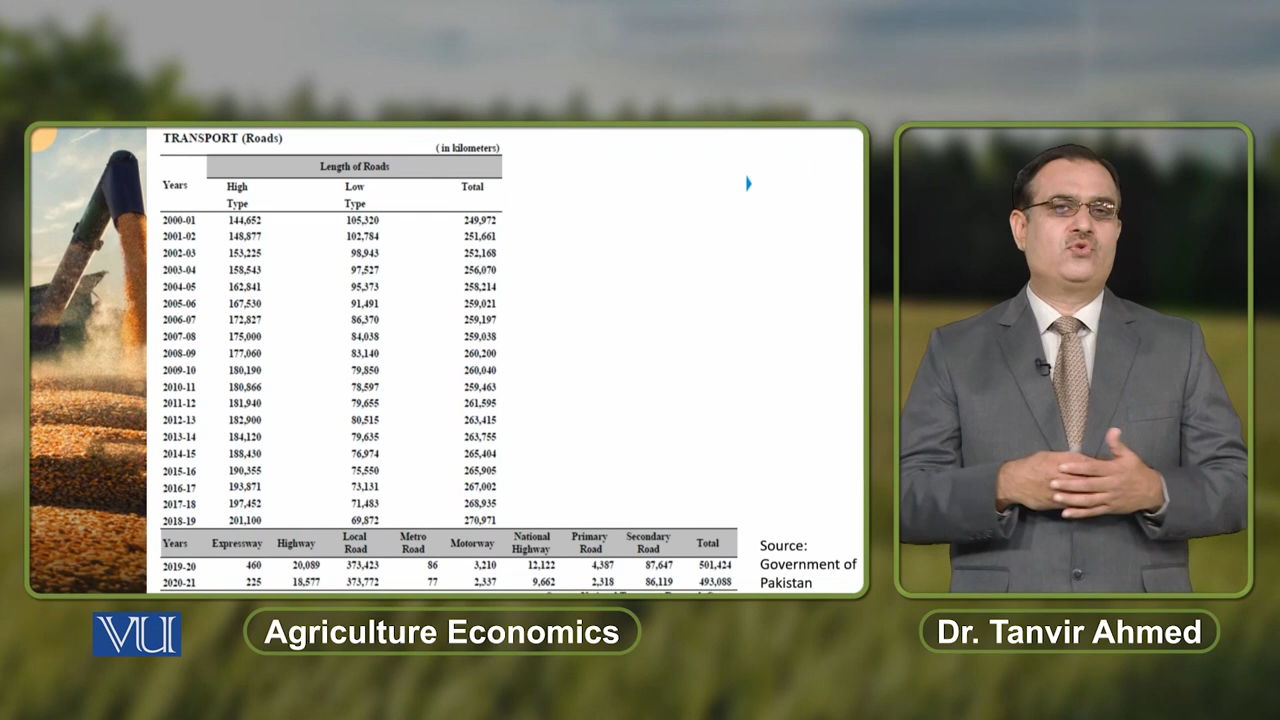 TRANSPORT (Roads)
( in kilometers)
Length of Roads
Years High Type Low Type Total
2000-01 144,652 105,320 249,972
2001-02 148,877 102,784 251,661
2002-03 153,225 98,943 252,168
2003-04 158,543 97,527 256,070
2004-05 162,841 95,373 258,214
2005-06 167,530 91,491 259,021
2006-07 172,827 86,370 259,197
2007-08 175,000 84,038 259,038
2008-09 177,060 83,140 260,200
2009-10 180,190 79,850 260,040
2010-11 180,866 78,597 259,463
2011-12 181,940 79,655 261,595
2012-13 182,900 80,515 263,415
2013-14 184,120 79,635 263,755
2014-15 188,430 76,974 265,404
2015-16 190,355 75,550 265,905
2016-17 193,871 73,131 267,002
2017-18 197,452 71,483 268,935
2018-19 201,100 69,872 270,971
Years Expressway Highway Local Road Metro Road Motorway National Highway Primary Road Secondary Road Total
2019-20 460 20,089 373,423 86 3,210 12,122 4,387 87,647 501,424
2020-21 225 18,577 373,772 77 2,337 9,662 2,318 86,119 493,088
Source:
Government of
Pakistan
VU
Agriculture Economics
Dr. Tanvir Ahmed